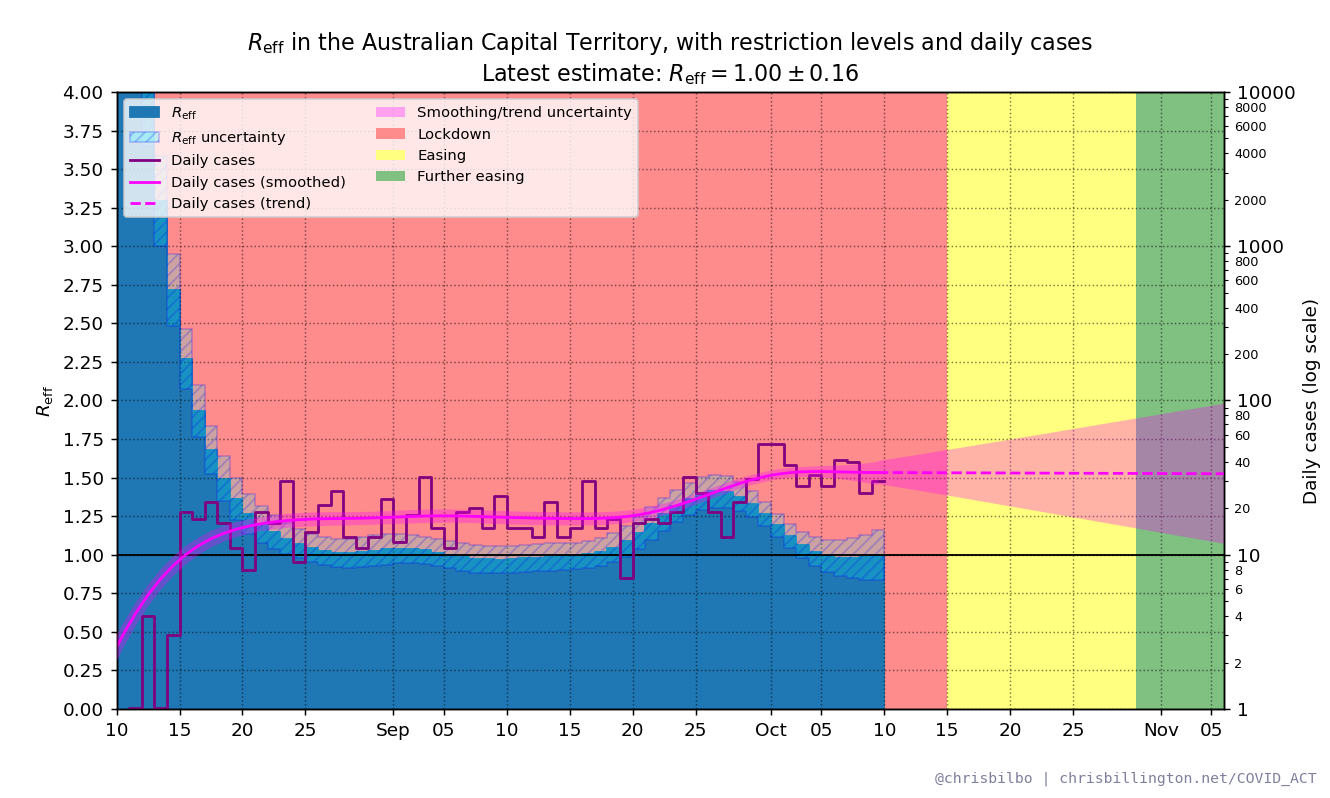 R_eff in the Australian Capital Territory, with restriction levels and daily cases
Latest estimate: R_eff = 1.00 ± 0.16
R_eff
R_eff uncertainty
Daily cases
Daily cases (smoothed)
Daily cases (trend)
Smoothing/trend uncertainty
Lockdown
Easing
Further easing
R_eff
4.00
3.75
3.50
3.25
3.00
2.75
2.50
2.25
2.00
1.75
1.50
1.25
1.00
0.75
0.50
0.25
0.00
10 15 20 25 Sep 05 10 15 20 25 Oct 05 10 15 20 25 Nov 05
10000
8000
6000
4000
2000
1000
800
600
400
200
100
80
60
40
20
10
8
6
4
2
1
Daily cases (log scale)
@chrisbilbo | chrisbillington.net/COVID_ACT